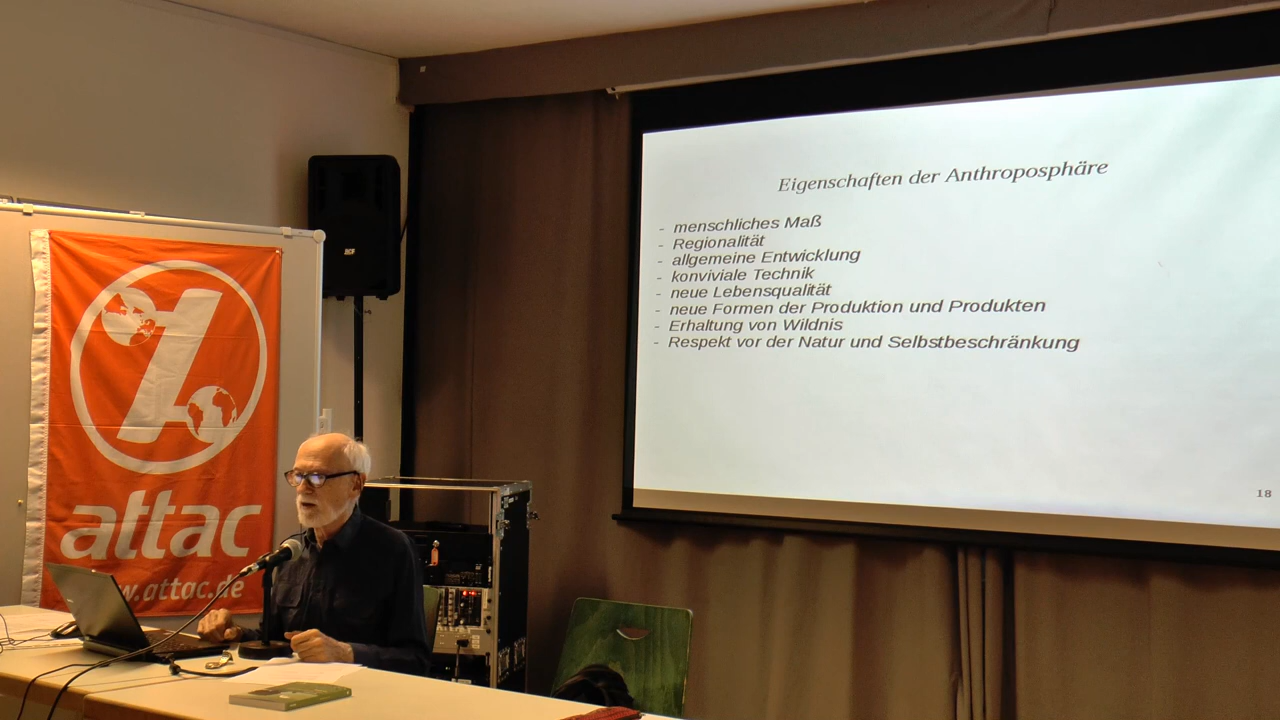 Eigenschaften der Anthroposphäre
- menschliches Maß
- Regionalität
- allgemeine Entwicklung
- konviviale Technik
- neue Lebensqualität
- neue Formen der Produktion und Produkten
- Erhaltung von Wildnis
- Respekt vor der Natur und Selbstbeschränkung
18
attac
w.attac.de
RCF